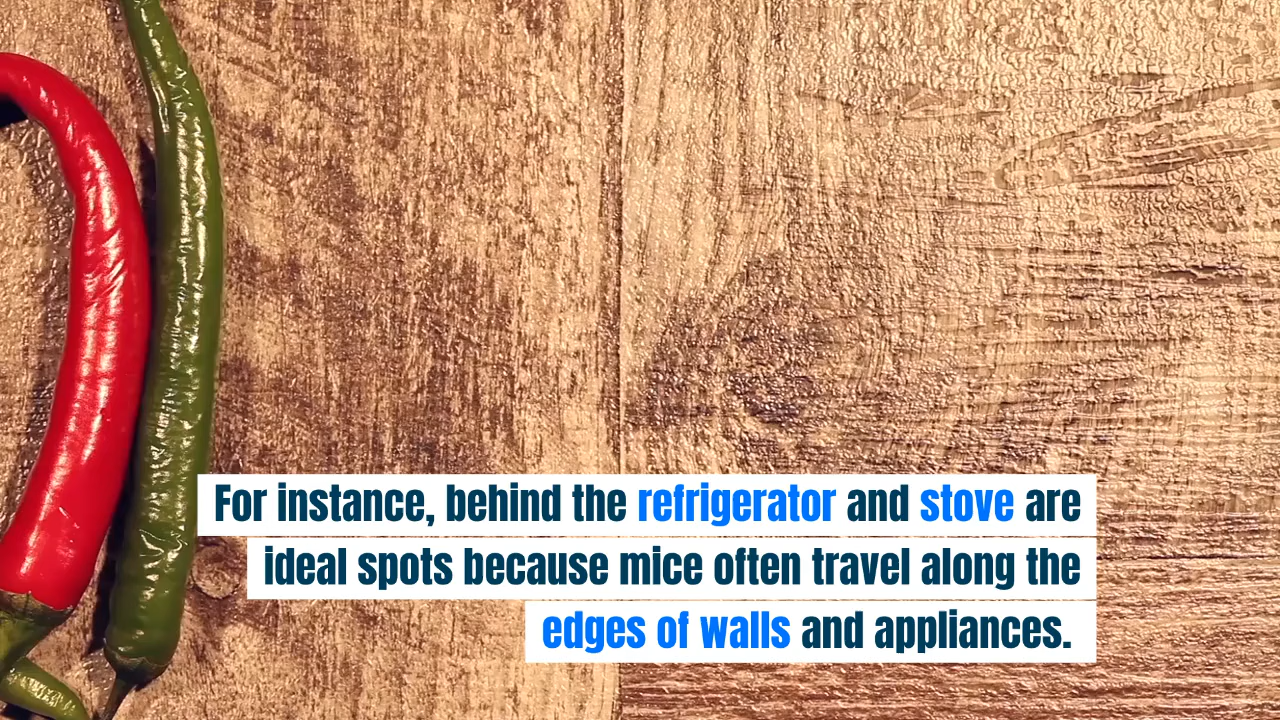 For instance, behind the refrigerator and stove are
ideal spots because mice often travel along the
edges of walls and appliances.